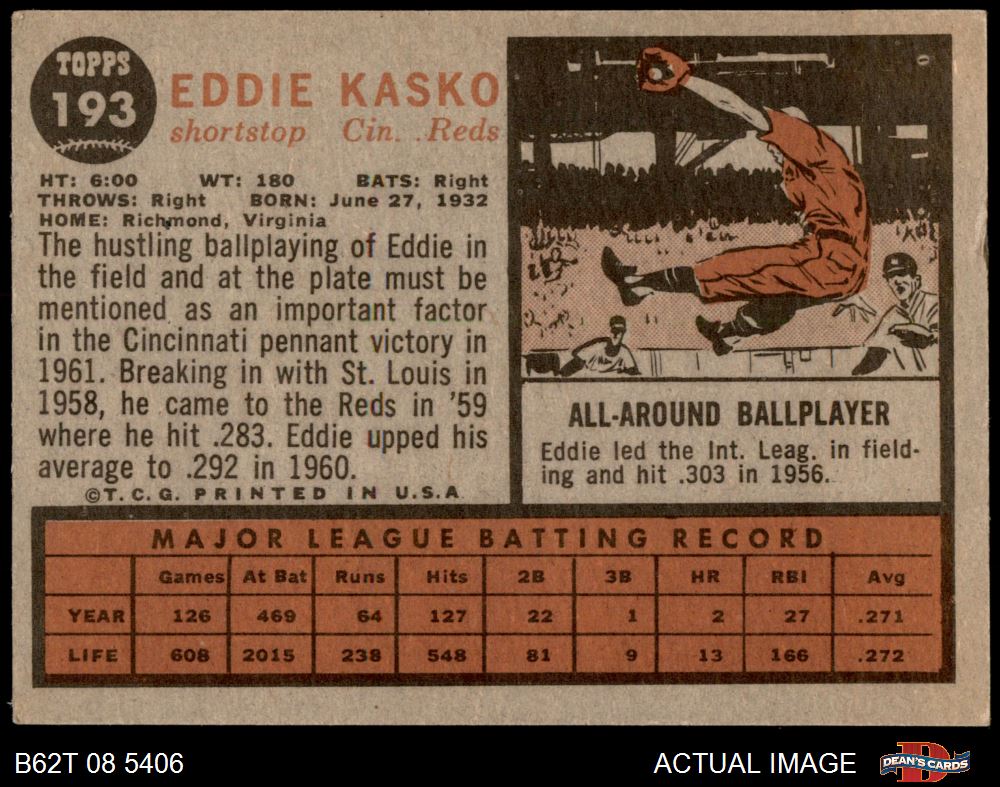 TOPPS
193
EDDIE KASKO
shortstop Cin. Reds
HT: 6:00 WT: 180 BATS: Right
THROWS: Right BORN: June 27, 1932
HOME: Richmond, Virginia
The hustling ballplaying of Eddie in
the field and at the plate must be
mentioned as an important factor
in the Cincinnati pennant victory in
1961. Breaking in with St. Louis in
1958, he came to the Reds in '59
where he hit .283. Eddie upped his
average to .292 in 1960.
©T.C.G. PRINTED IN U.S.A.
ALL-AROUND BALLPLAYER
Eddie led the Int. Leag. in field-
ing and hit .303 in 1956.
MAJOR LEAGUE BATTING RECORD
Games At Bat Runs Hits 2B 3B HR RBI Avg
YEAR 126 469 64 127 22 1 2 27 .271
LIFE 608 2015 238 548 81 9 13 166 .272
B62T 08 5406
ACTUAL IMAGE
DEAN'S CARDS